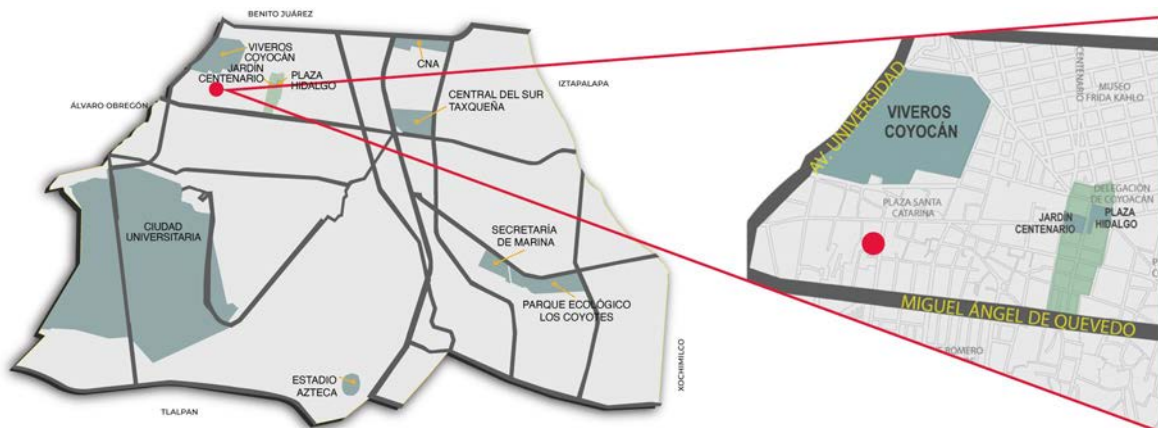 BENITO JUÁREZ
VIVEROS
COYOCÁN
JARDÍN
CENTENARIO
PLAZA
HIDALGO
CNA
IZTAPALAPA
ÁLVARO OBREGÓN
CENTRAL DEL SUR
TAXQUEÑA
CIUDAD
UNIVERSITARIA
SECRETARÍA
DE MARINA
PARQUE ECOLÓGICO
LOS COYOTES
ESTADIO
AZTECA
XOCHIMILCO
TLALPAN
AV. UNIVERSIDAD
VIVEROS
COYOCÁN
CENTENARIO
MUSEO
FRIDA KAHLO
PLAZA SANTA
CATARINA
DELEGACIÓN
DE COYOACÁN
JARDÍN
CENTENARIO
PLAZA
HIDALGO
MIGUEL ÁNGEL DE QUEVEDO
ROMERO